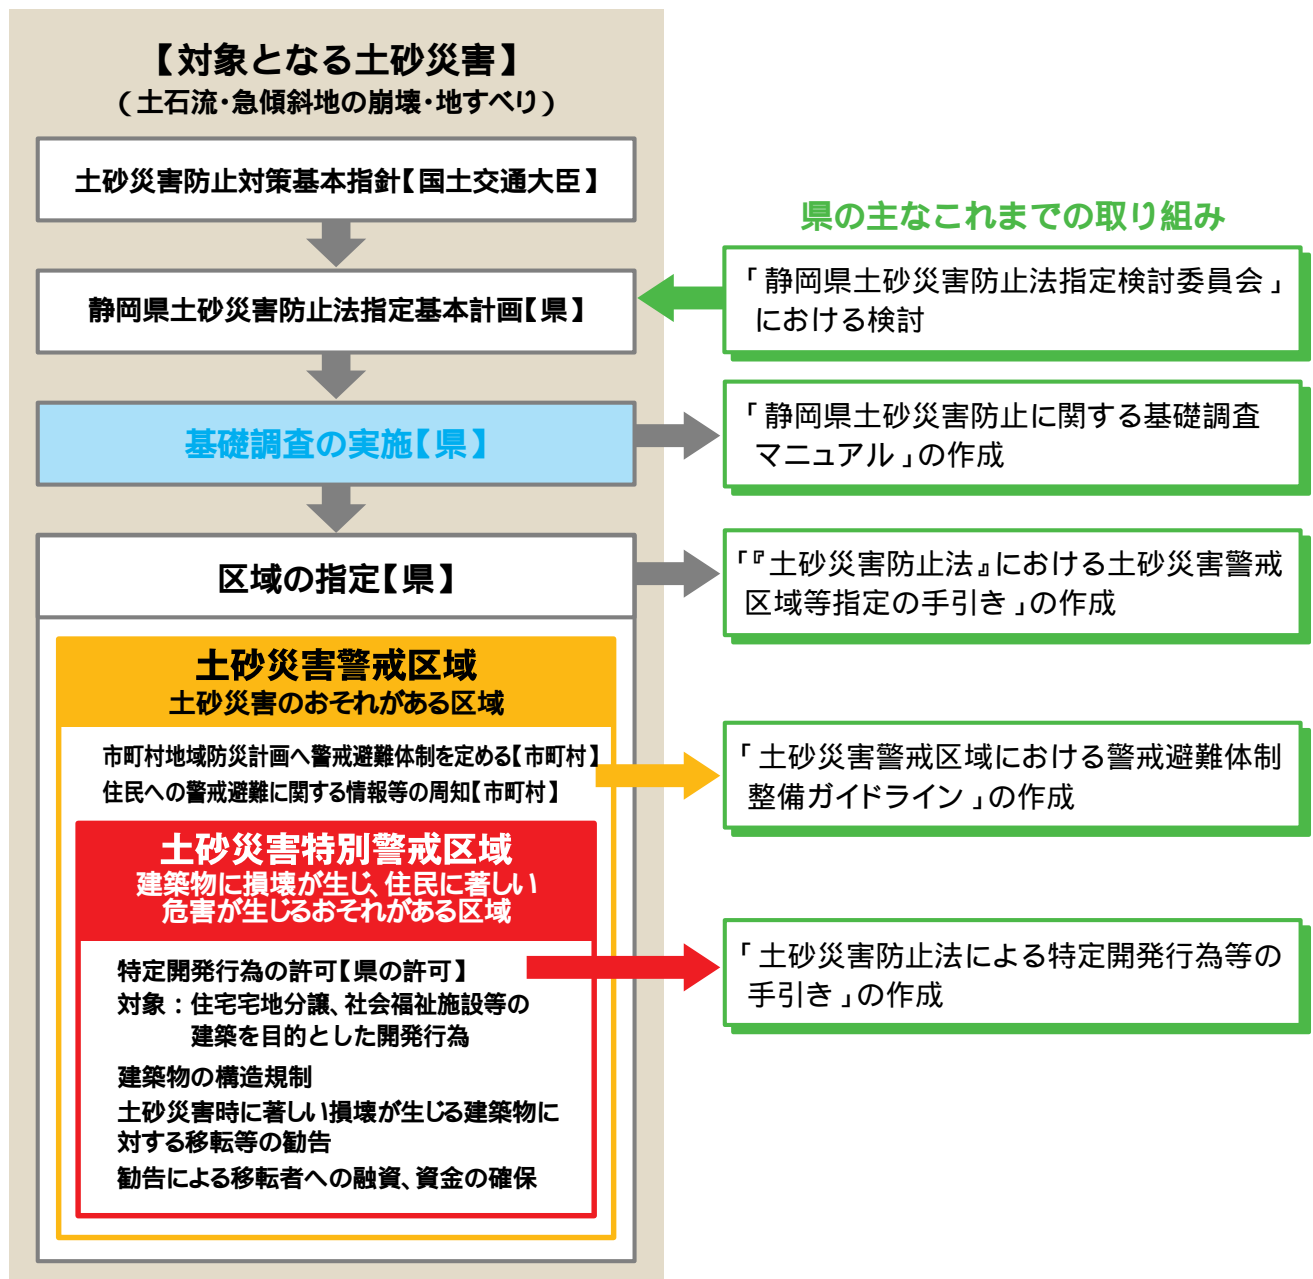 【対象となる土砂災害】
(土石流・急傾斜地の崩壊・地すべり)
土砂災害防止対策基本指針【国土交通大臣】
静岡県土砂災害防止法指定基本計画【県】
基礎調査の実施【県】
区域の指定【県】
土砂災害警戒区域
土砂災害のおそれがある区域
市町村地域防災計画へ警戒避難体制を定める【市町村】
住民への警戒避難に関する情報等の周知【市町村】
土砂災害特別警戒区域
建築物に損壊が生じ、住民に著しい
危害が生じるおそれがある区域
特定開発行為の許可【県の許可】
対象：住宅宅地分譲、社会福祉施設等の
建築を目的とした開発行為
建築物の構造規制
土砂災害時に著しい損壊が生じる建築物に
対する移転等の勧告
勧告による移転者への融資、資金の確保
県の主なこれまでの取り組み
「静岡県土砂災害防止法指定検討委員会」
における検討
「静岡県土砂災害防止に関する基礎調査
マニュアル」の作成
「『土砂災害防止法』における土砂災害警戒
区域等指定の手引き」の作成
「土砂災害警戒区域における警戒避難体制
整備ガイドライン」の作成
「土砂災害防止法による特定開発行為等の
手引き」の作成